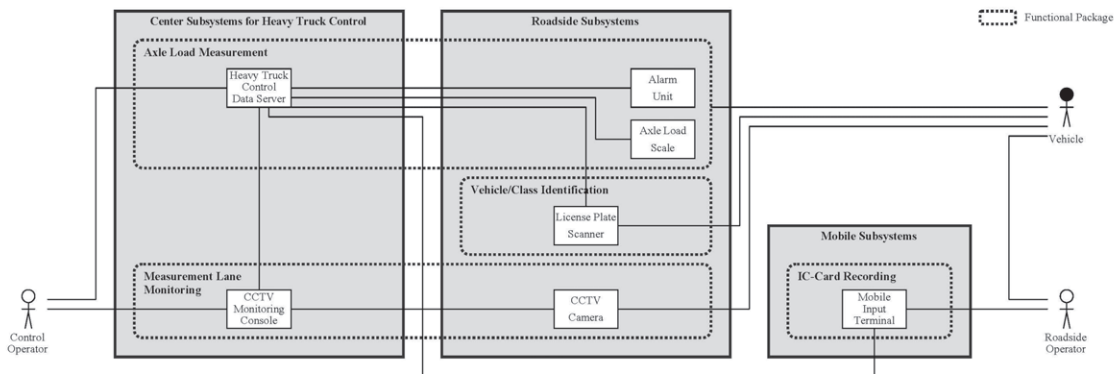 Center Subsystems for Heavy Truck Control
Roadside Subsystems
Functional Package
Axle Load Measurement
Heavy Truck
Control
Data Server
Alarm
Unit
Axle Load
Scale
Vehicle
Vehicle/Class Identification
License Plate
Scanner
Mobile Subsystems
Measurement Lane
Monitoring
IC-Card Recording
CCTV
Monitoring
Console
CCTV
Camera
Mobile
Input
Terminal
Control
Operator
Roadside
Operator